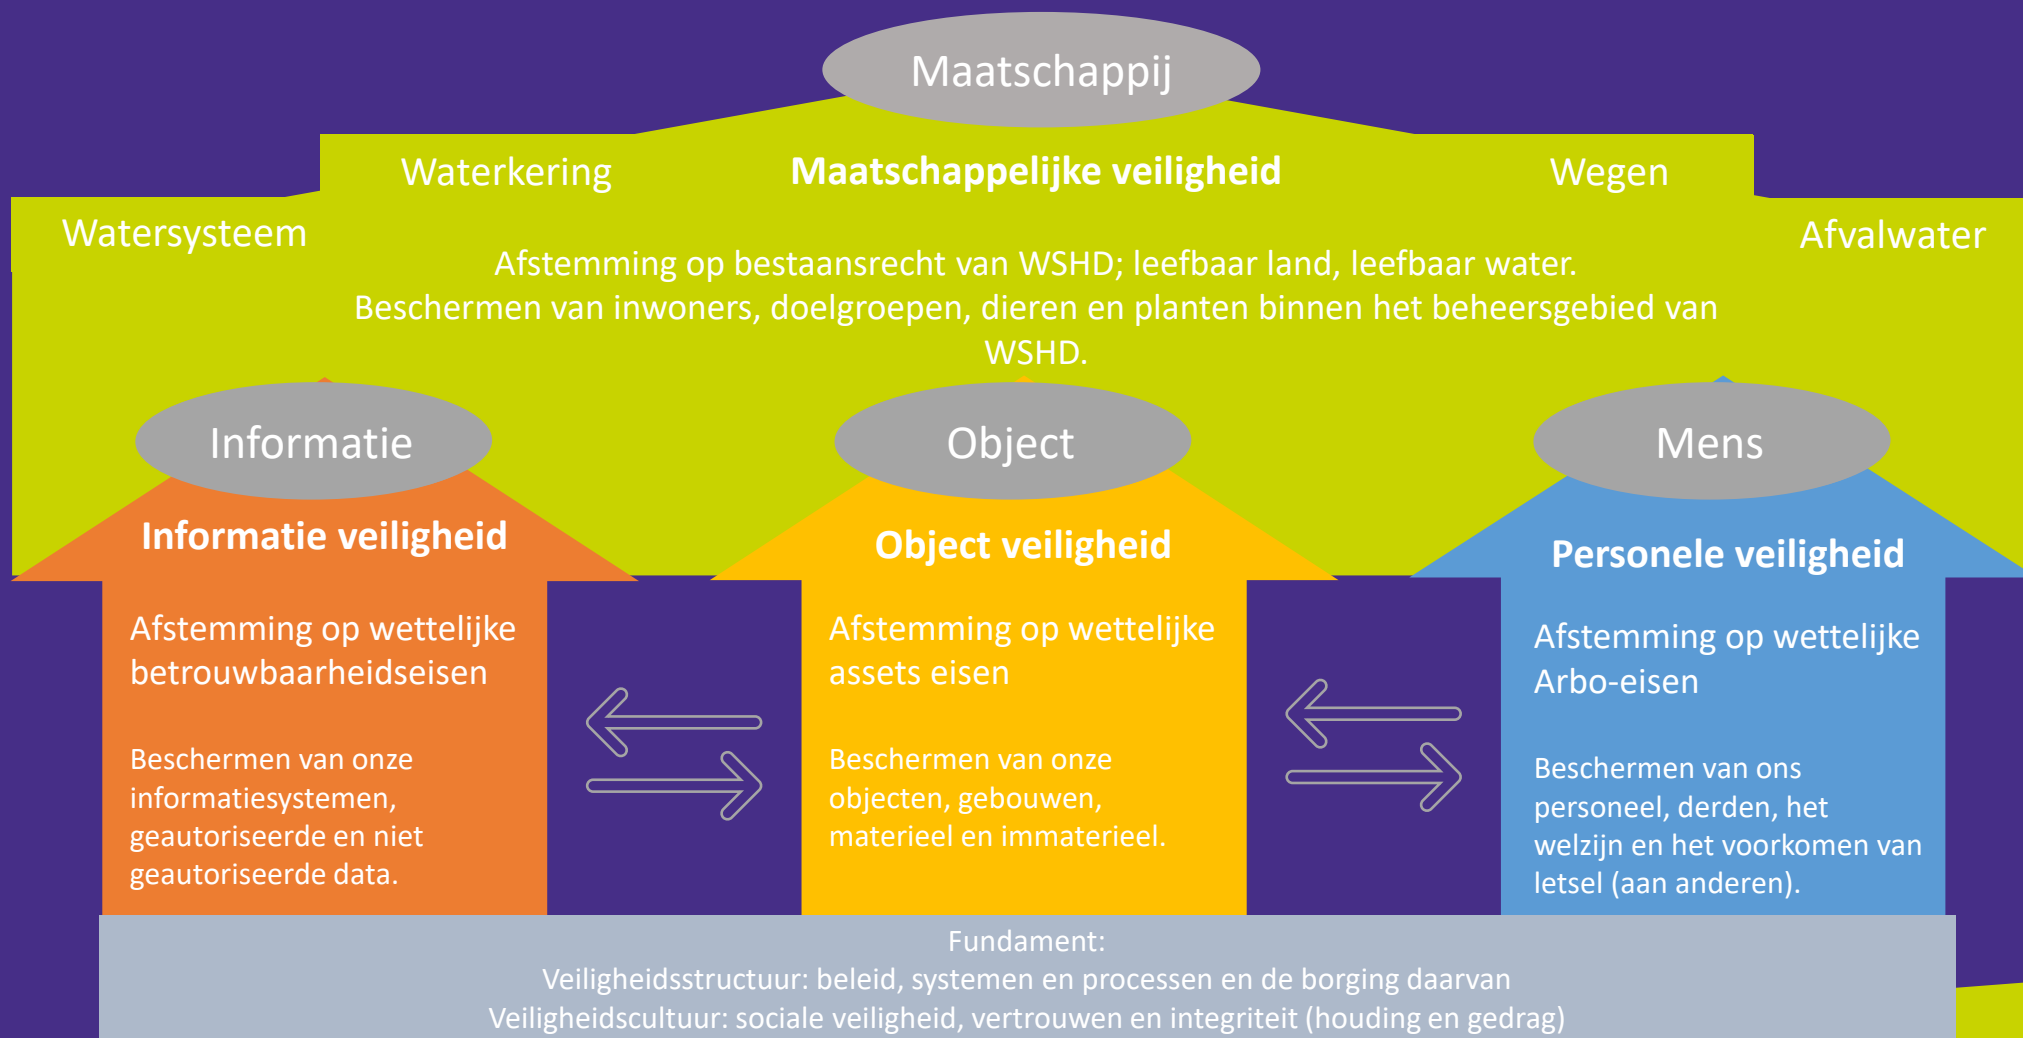 Maatschappij
Waterkering
Maatschappelijke veiligheid
Wegen
Watersysteem
Afvalwater
Afstemming op bestaansrecht van WSHD; leefbaar land, leefbaar water.
Beschermen van inwoners, doelgroepen, dieren en planten binnen het beheersgebied van
WSHD.
Informatie
Informatie veiligheid
Afstemming op wettelijke
betrouwbaarheidseisen
Beschermen van onze
informatiesystemen,
geautoriseerde en niet
geautoriseerde data.
Object
Object veiligheid
Afstemming op wettelijke
assets eisen
Beschermen van onze
objecten, gebouwen,
materieel en immaterieel.
Mens
Personele veiligheid
Afstemming op wettelijke
Arbo-eisen
Beschermen van ons
personeel, derden, het
welzijn en het voorkomen van
letsel (aan anderen).
Fundament:
Veiligheidsstructuur: beleid, systemen en processen en de borging daarvan
Veiligheidscultuur: sociale veiligheid, vertrouwen en integriteit (houding en gedrag)